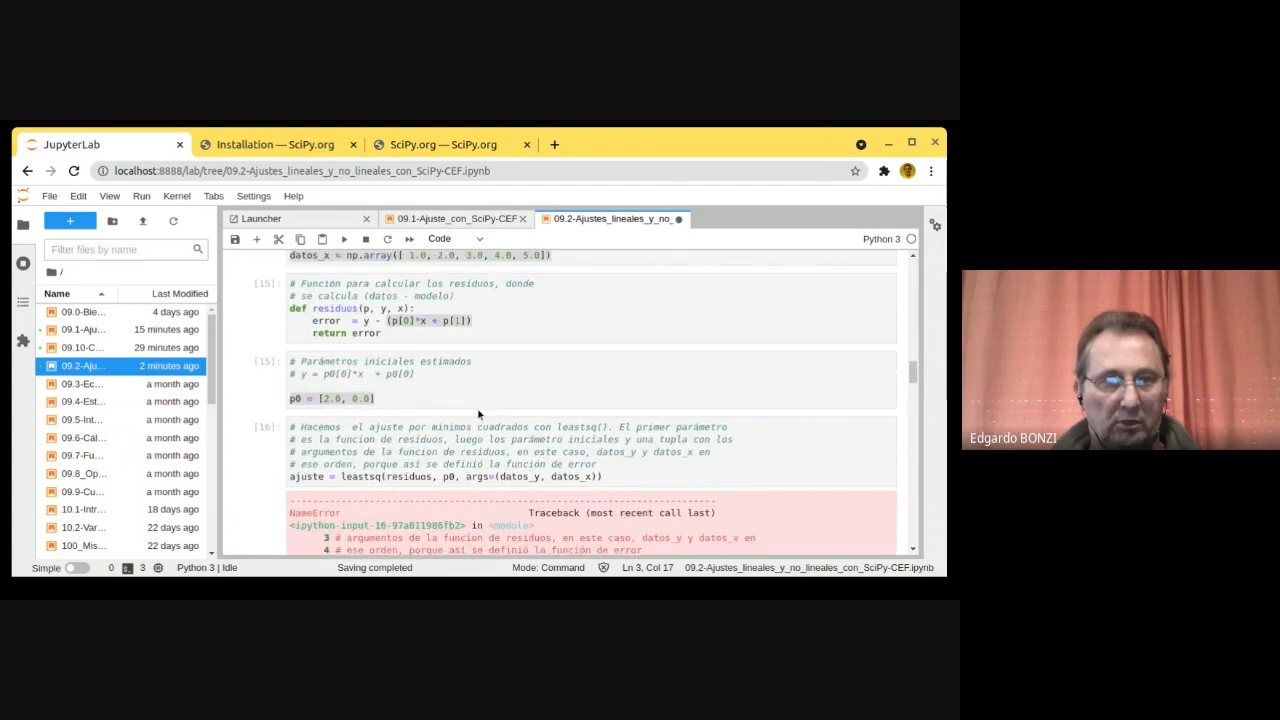 JupyterLab
Installation — SciPy.org
SciPy.org — SciPy.org
localhost:8888/lab/tree/09.2-Ajustes_lineales_y_no_lineales_con_SciPy-CEF.ipynb
File Edit View Run Kernel Tabs Settings Help
Launcher
09.1-Ajuste_con_SciPy-CEF
09.2-Ajustes_lineales_y_no_
Code
Python 3
Filter files by name
/
Name Last Modified
09.0-Bie... 4 days ago
09.1-Aju... 15 minutes ago
09.10-C... 29 minutes ago
09.2-Aju... 2 minutes ago
09.3-Ec... a month ago
09.4-Est... a month ago
09.5-Int... a month ago
09.6-Cál... a month ago
09.7-Fu... a month ago
09.8_Op... a month ago
09.9-Cu... a month ago
10.1-Intr... 18 days ago
10.2-Var... 22 days ago
100_Mis... 22 days ago
datos_x = np.array([ 1.0, 2.0, 3.0, 4.0, 5.0])
[15]: # Función para calcular los residuos, donde
# se calcula (datos - modelo)
def residuos(p, y, x):
error = y - (p[0]*x + p[1])
return error
[15]: # Parámetros iniciales estimados
# y = p0[0]*x + p0[0]
p0 = [2.0, 0.0]
[16]: # Hacemos el ajuste por minimos cuadrados con leastsq(). El primer parámetro
# es la funcion de residuos, luego los parámetro iniciales y una tupla con los
# argumentos de la funcion de residuos, en este caso, datos_y y datos_x en
# ese orden, porque así se definió la función de error
ajuste = leastsq(residuos, p0, args=(datos_y, datos_x))
---------------------------------------------------------------------------
NameError Traceback (most recent call last)
<ipython-input-16-97a811986fb2> in <module>
3 # argumentos de la funcion de residuos, en este caso, datos_y y datos_x en
4 # ese orden, porque así se definió la función de error
Simple 0 3 Python 3 | Idle Saving completed Mode: Command Ln 3, Col 17 09.2-Ajustes_lineales_y_no_lineales_con_SciPy-CEF.ipynb
Edgardo BONZI